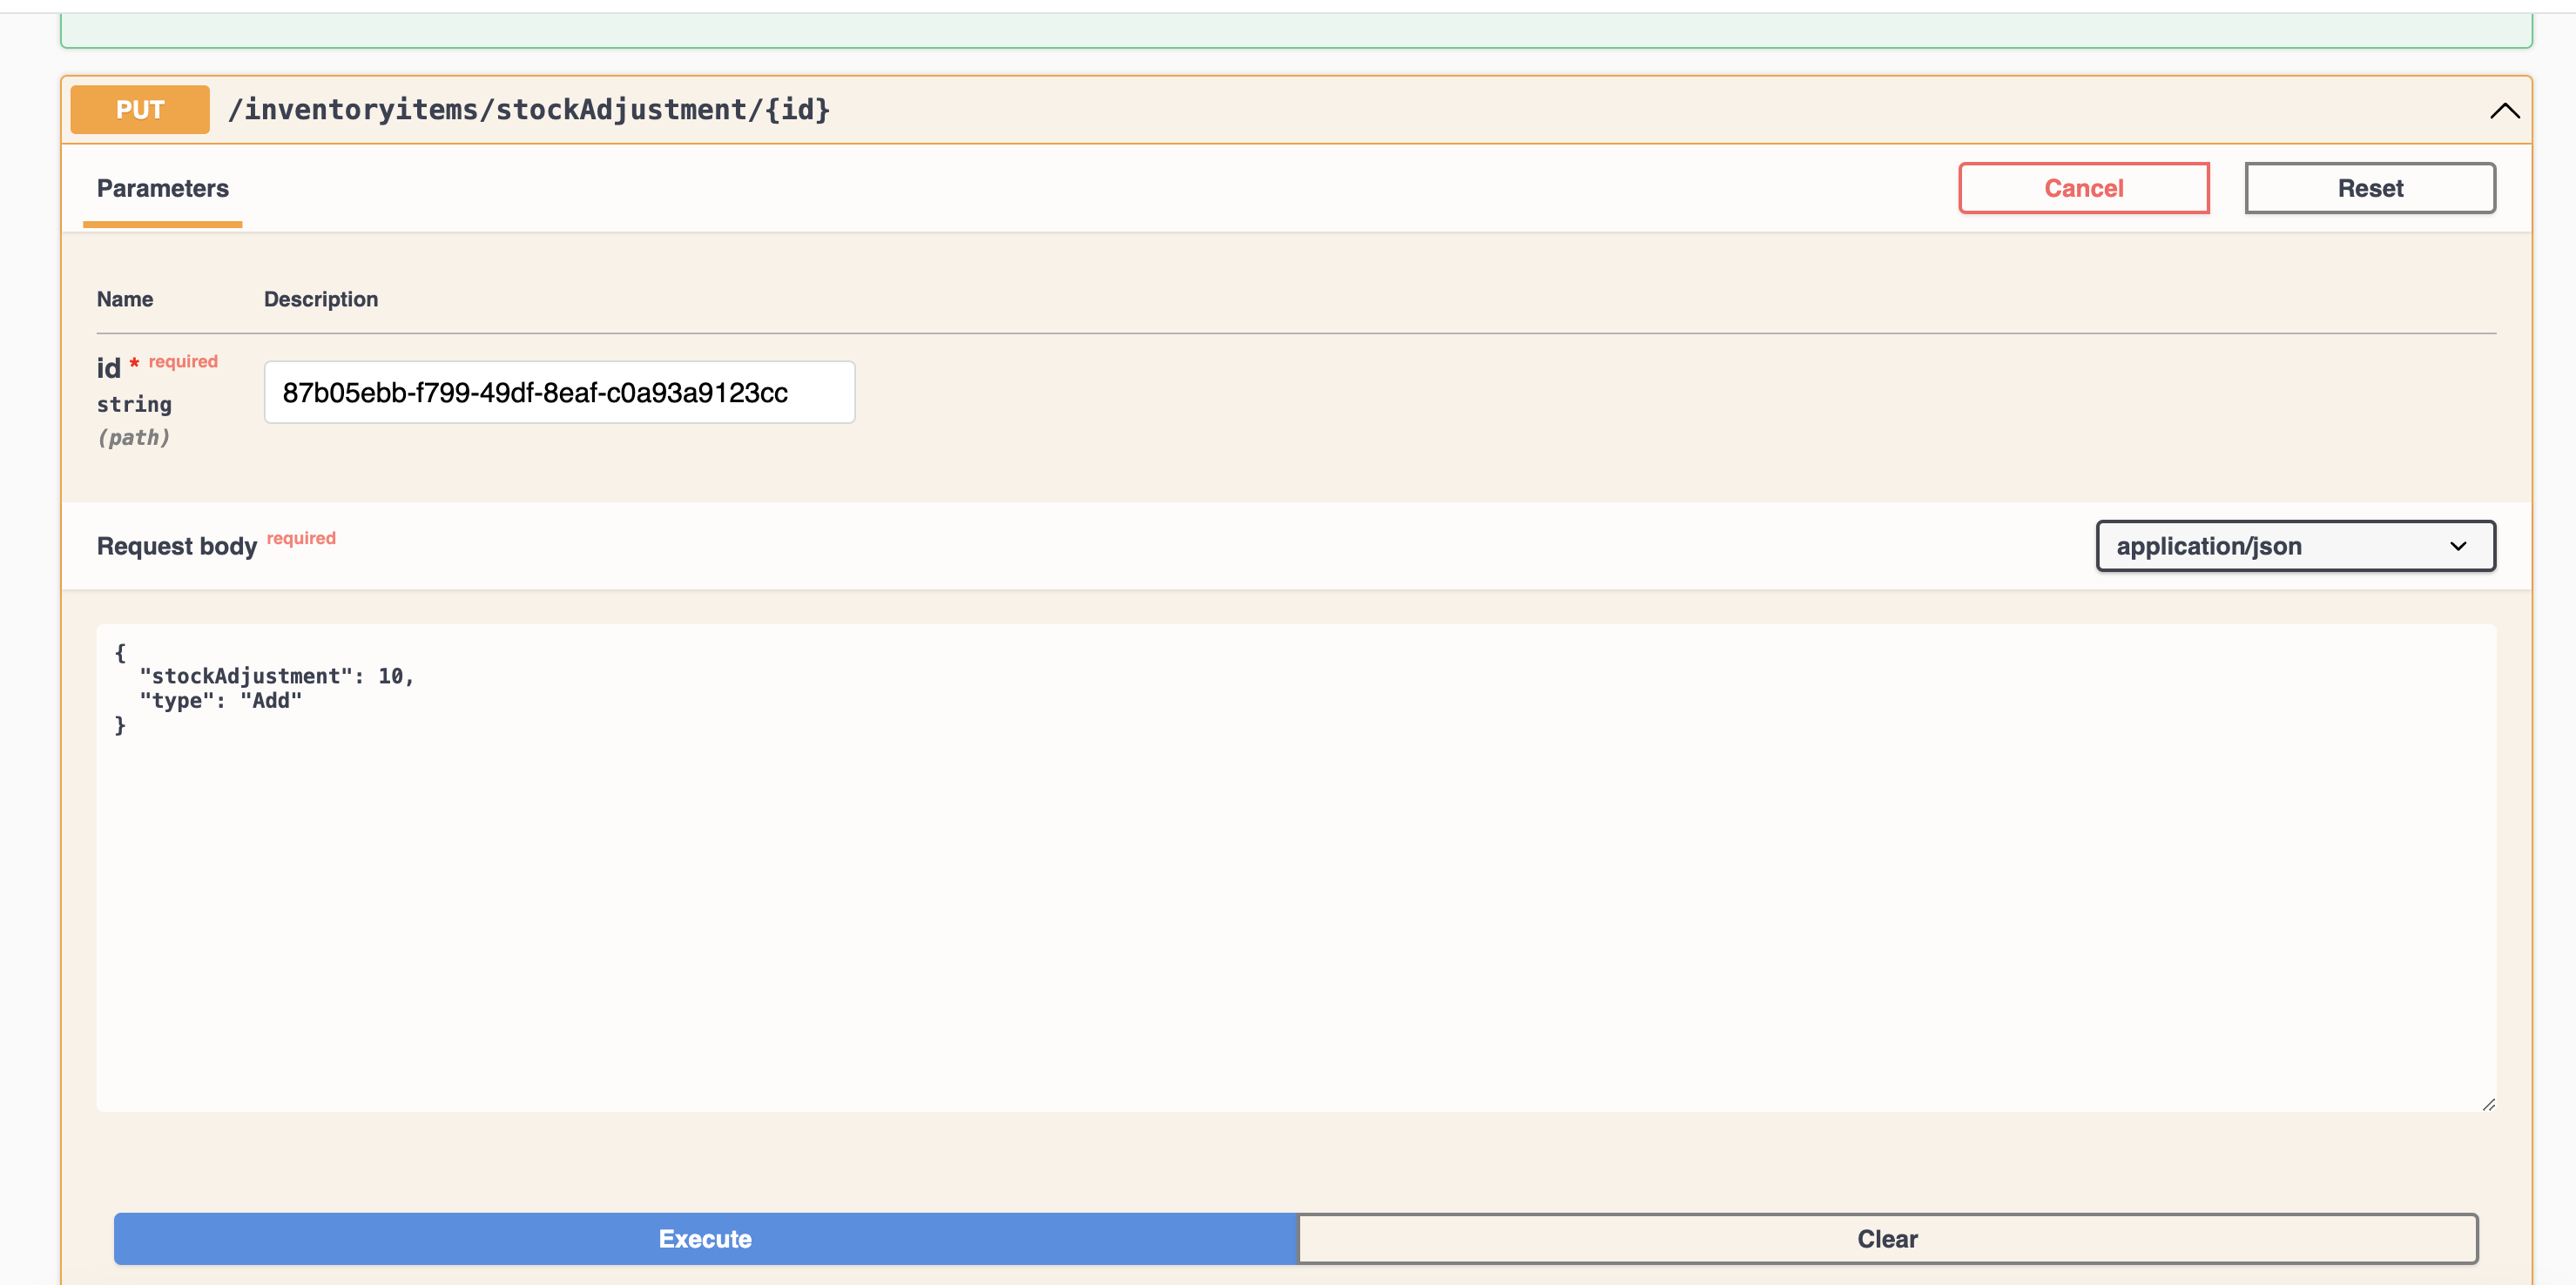 PUT /inventoryitems/stockAdjustment/{id}
Parameters
Cancel
Reset
Name Description
id * required
string
(path)
87b05ebb-f799-49df-8eaf-c0a93a9123cc
Request body required
application/json
{
  "stockAdjustment": 10,
  "type": "Add"
}
Execute
Clear